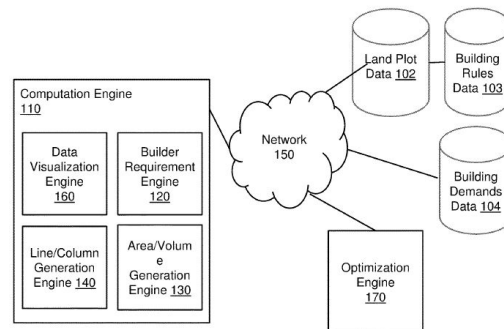 Computation Engine
110
Data
Visualization
Engine
160
Builder
Requirement
Engine
120
Line/Column
Generation
Engine 140
Area/Volum
e
Generation
Engine 130
Network
150
Land Plot
Data 102
Building
Rules
Data 103
Building
Demands
Data 104
Optimization
Engine
170